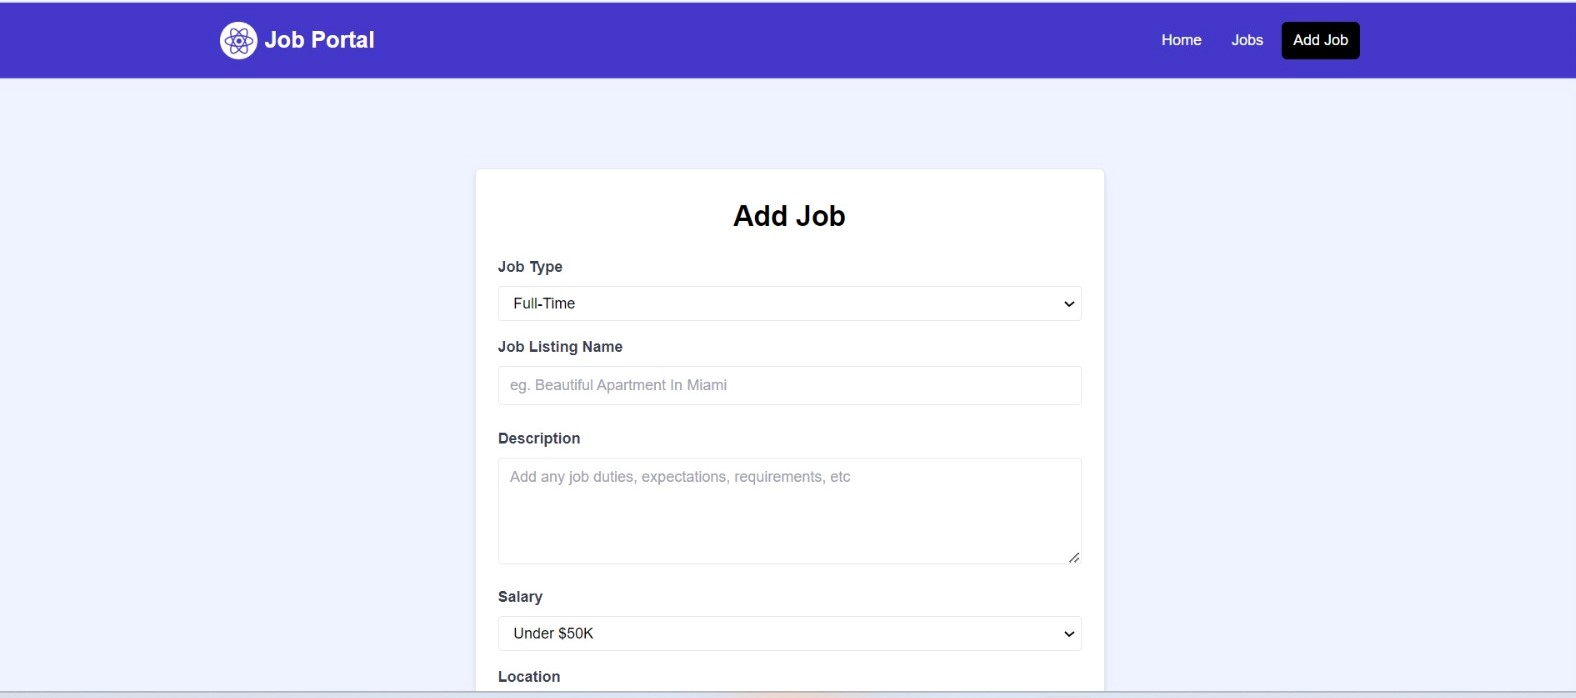 Job Portal
Home
Jobs
Add Job
Add Job
Job Type
Full-Time
Job Listing Name
eg. Beautiful Apartment In Miami
Description
Add any job duties, expectations, requirements, etc
Salary
Under $50K
Location